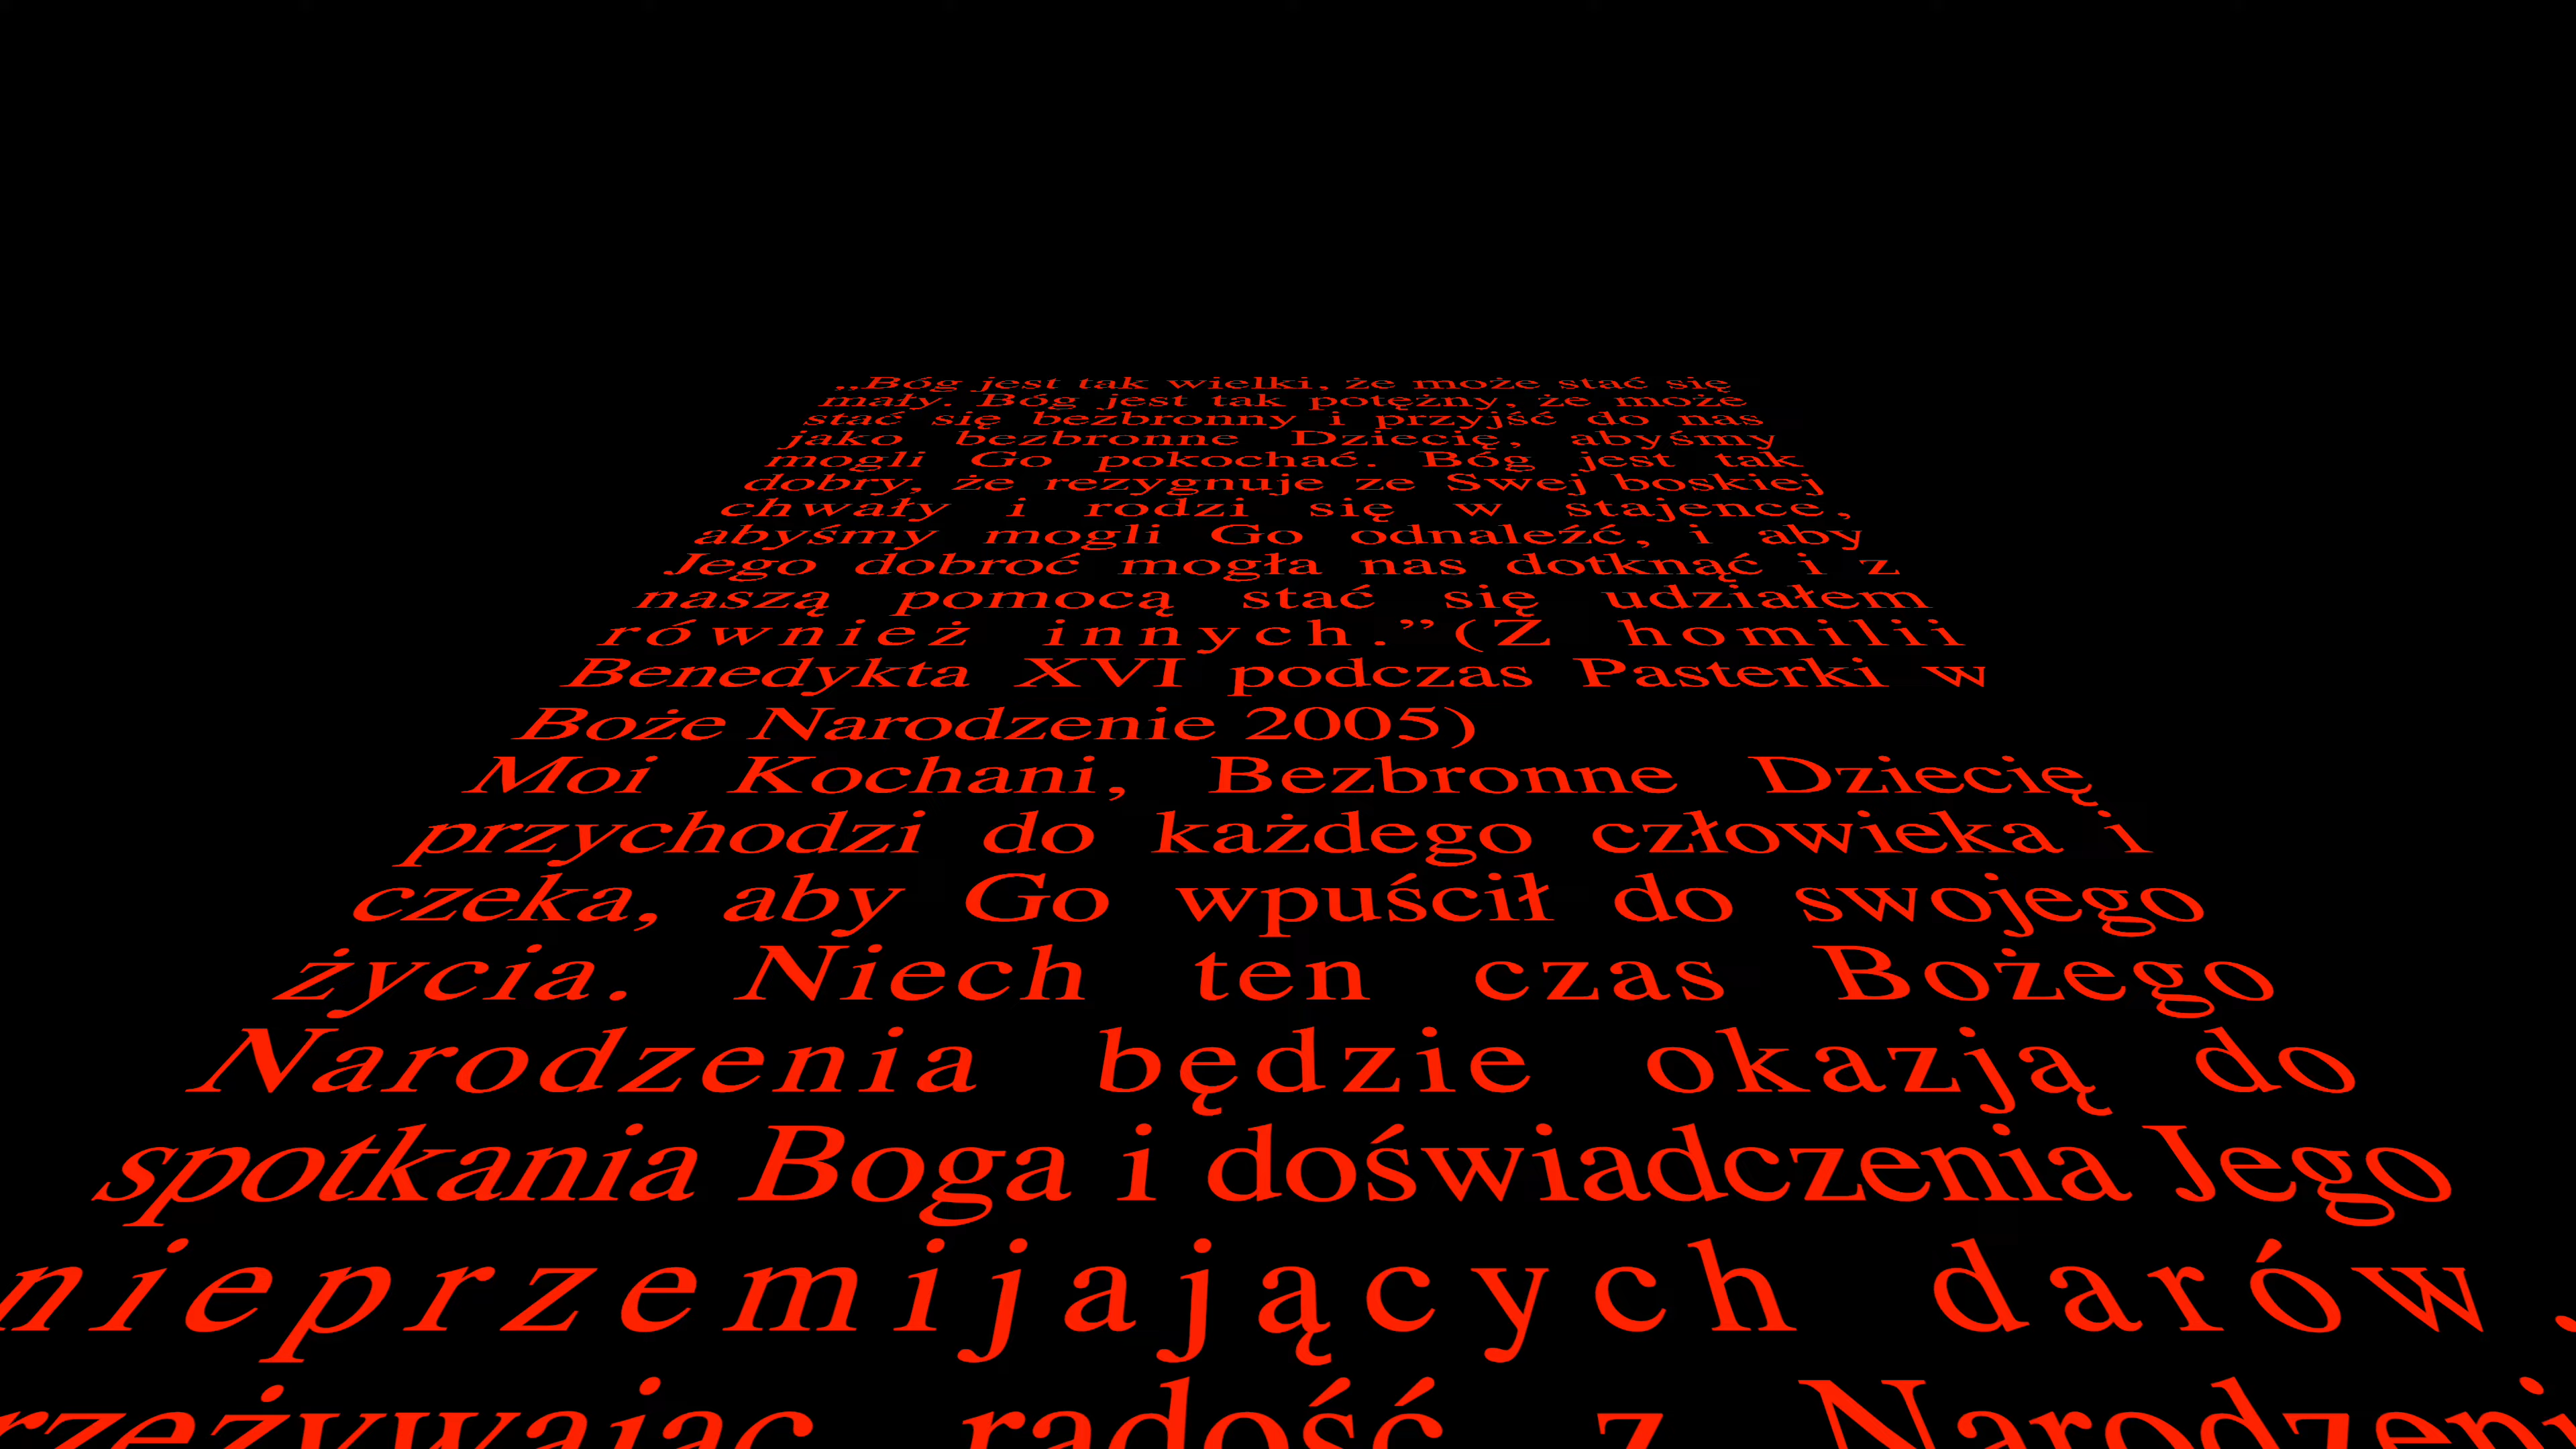 „Bóg jest tak wielki, że może stać się
mały. Bóg jest tak potężny, że może
stać się bezbronny i przyjść do nas
jako bezbronne Dziecię, abyśmy
mogli Go pokochać. Bóg jest tak
dobry, że rezygnuje ze Swej boskiej
chwały i rodzi się w stajence,
abyśmy mogli Go odnaleźć, i aby
Jego dobroć mogła nas dotknąć i z
naszą pomocą stać się udziałem
również innych.”(Z homilii
Benedykta XVI podczas Pasterki w
Boże Narodzenie 2005)
Moi Kochani, Bezbronne Dziecię
przychodzi do każdego człowieka i
czeka, aby Go wpuścił do swojego
życia. Niech ten czas Bożego
Narodzenia będzie okazją do
spotkania Boga i doświadczenia Jego
nieprzemijających darów.
radość z